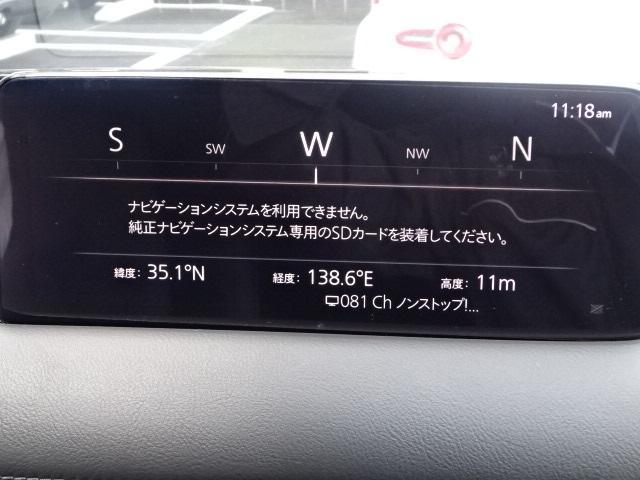 11:18am
S SW W NW N
ナビゲーションシステムを利用できません。
純正ナビゲーションシステム専用のSDカードを装着してください。
緯度: 35.1°N 経度: 138.6°E 高度: 11m
081 Ch ノンストップ!...